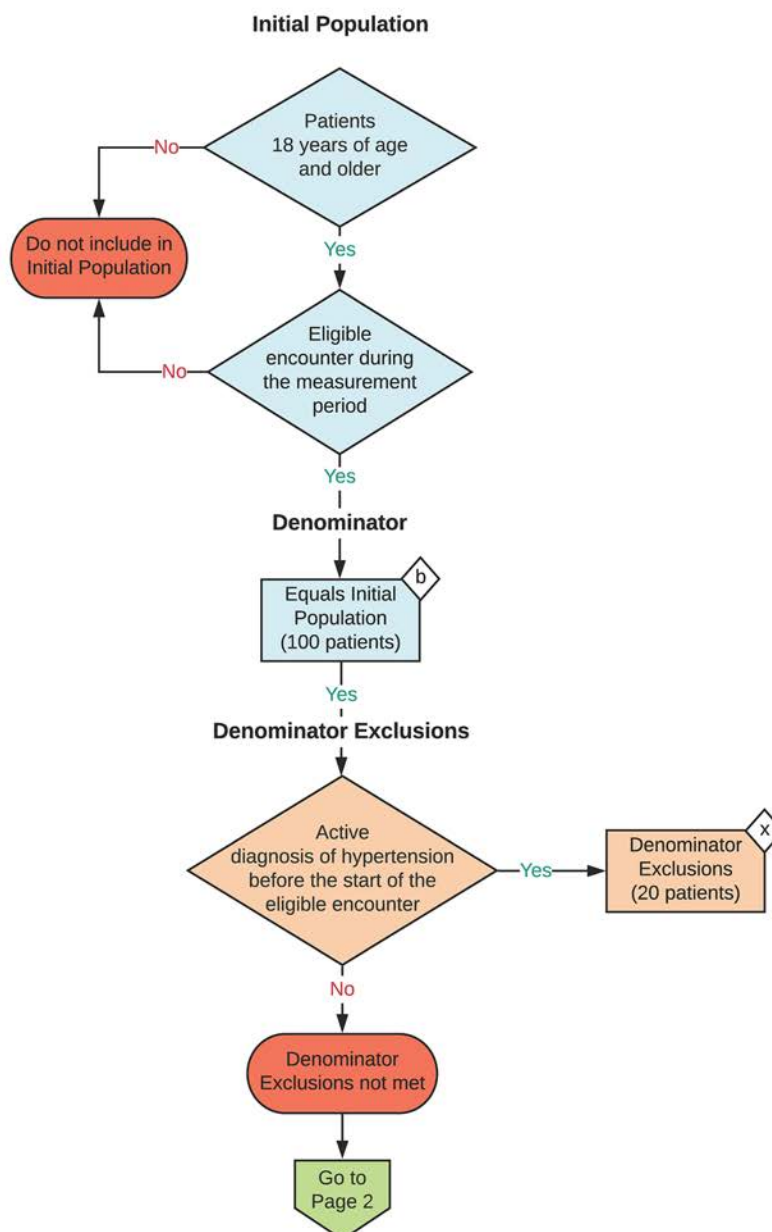 Initial Population
Patients
18 years of age
and older
No
Do not include in
Initial Population
Yes
Eligible
encounter during
the measurement
period
No
Yes
Denominator
b
Equals Initial
Population
(100 patients)
Yes
Denominator Exclusions
Active
diagnosis of hypertension
before the start of the
eligible encounter
Yes
x
Denominator
Exclusions
(20 patients)
No
Denominator
Exclusions not met
Go to
Page 2